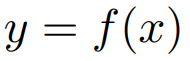 y = f(x)